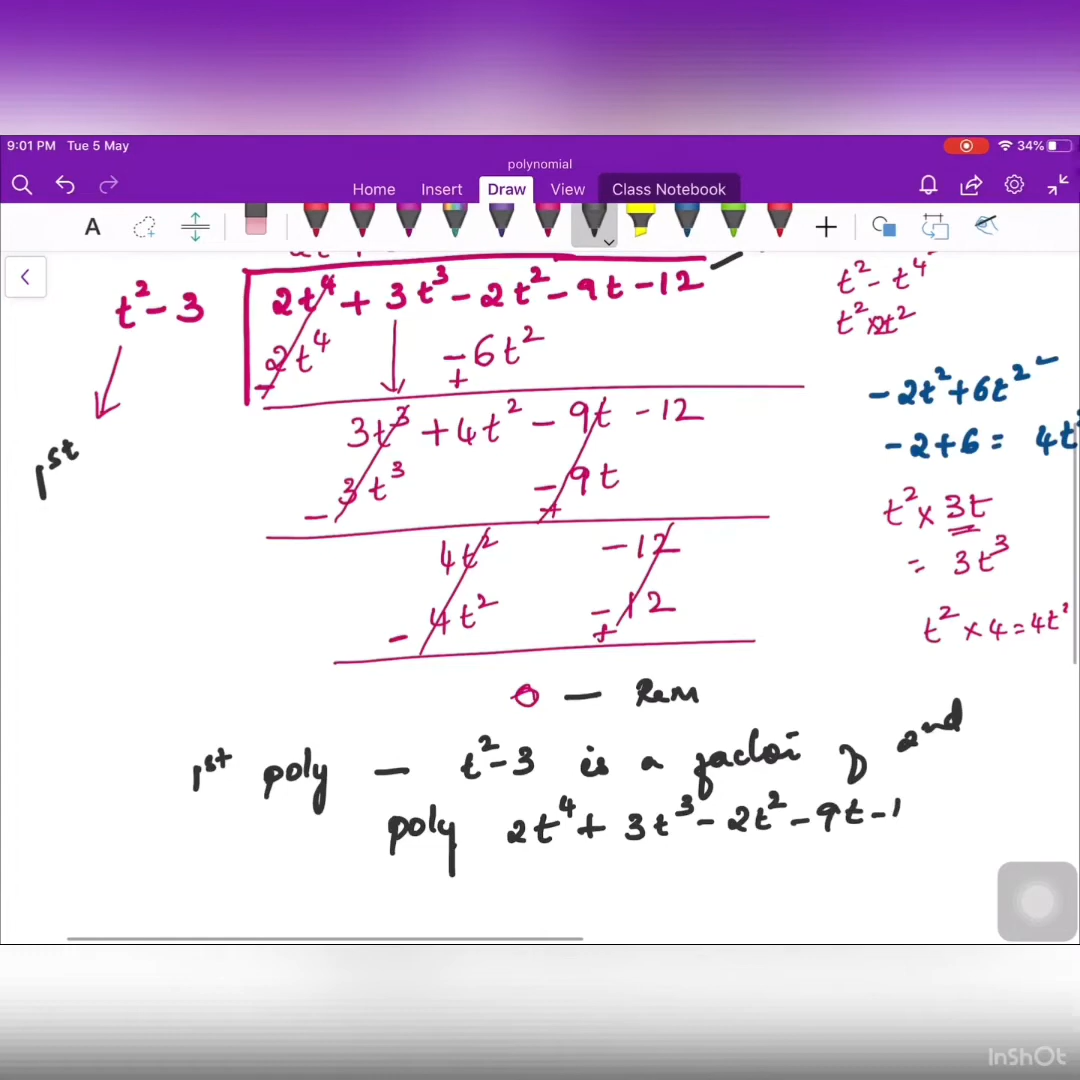 9:01 PM Tue 5 May
34%
polynomial
Home Insert Draw View Class Notebook
A
t² - 3
2t⁴ + 3t³ - 2t² - 9t - 12
2t⁴ - 6t²
- +
3t³ + 4t² - 9t - 12
3t³ - 9t
- +
4t² - 12
4t² - 12
- +
0 — Rem
1st
t² - t⁴
t² × 2t²
- 2t² + 6t²
- 2 + 6 = 4t²
t² × 3t
= 3t³
t² × 4 = 4t²
1st poly — t² - 3 is a factor of 2nd
poly 2t⁴ + 3t³ - 2t² - 9t - 1
InShOt